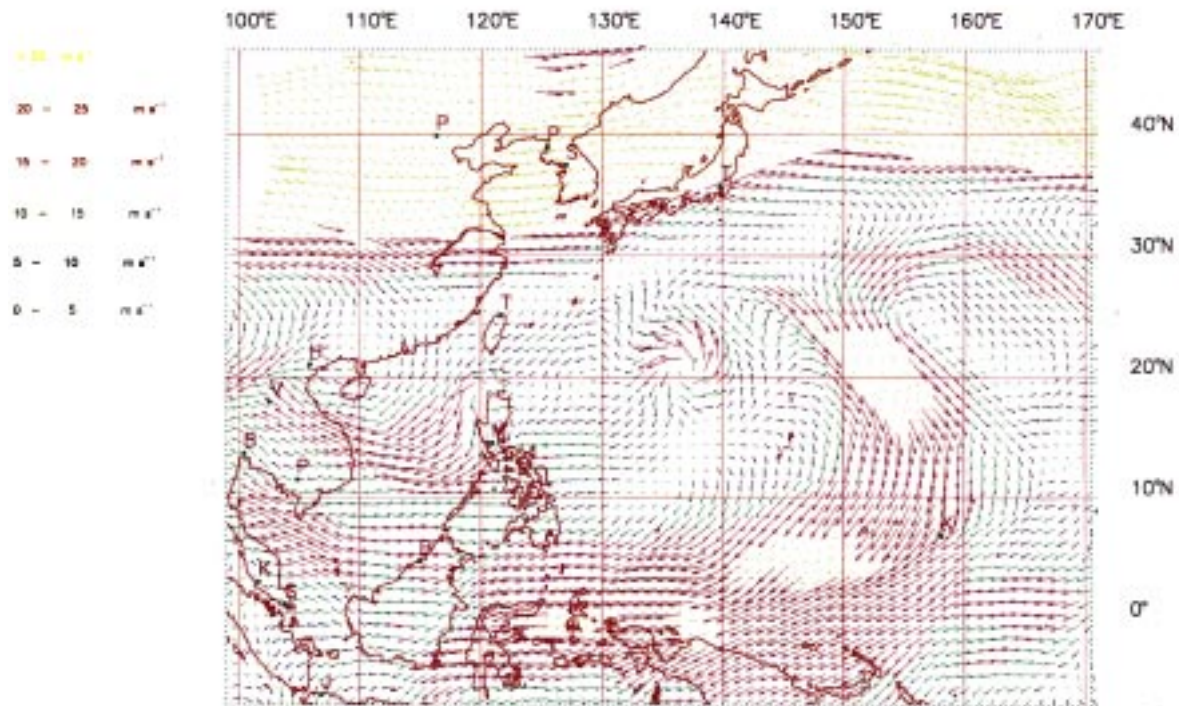 100°E 110°E 120°E 130°E 140°E 150°E 160°E 170°E
20 – 25 m s⁻¹
15 – 20 m s⁻¹
10 – 15 m s⁻¹
5 – 10 m s⁻¹
0 – 5 m s⁻¹
40°N
30°N
20°N
10°N
0°
P
P
S
T
T
H
B
P
K